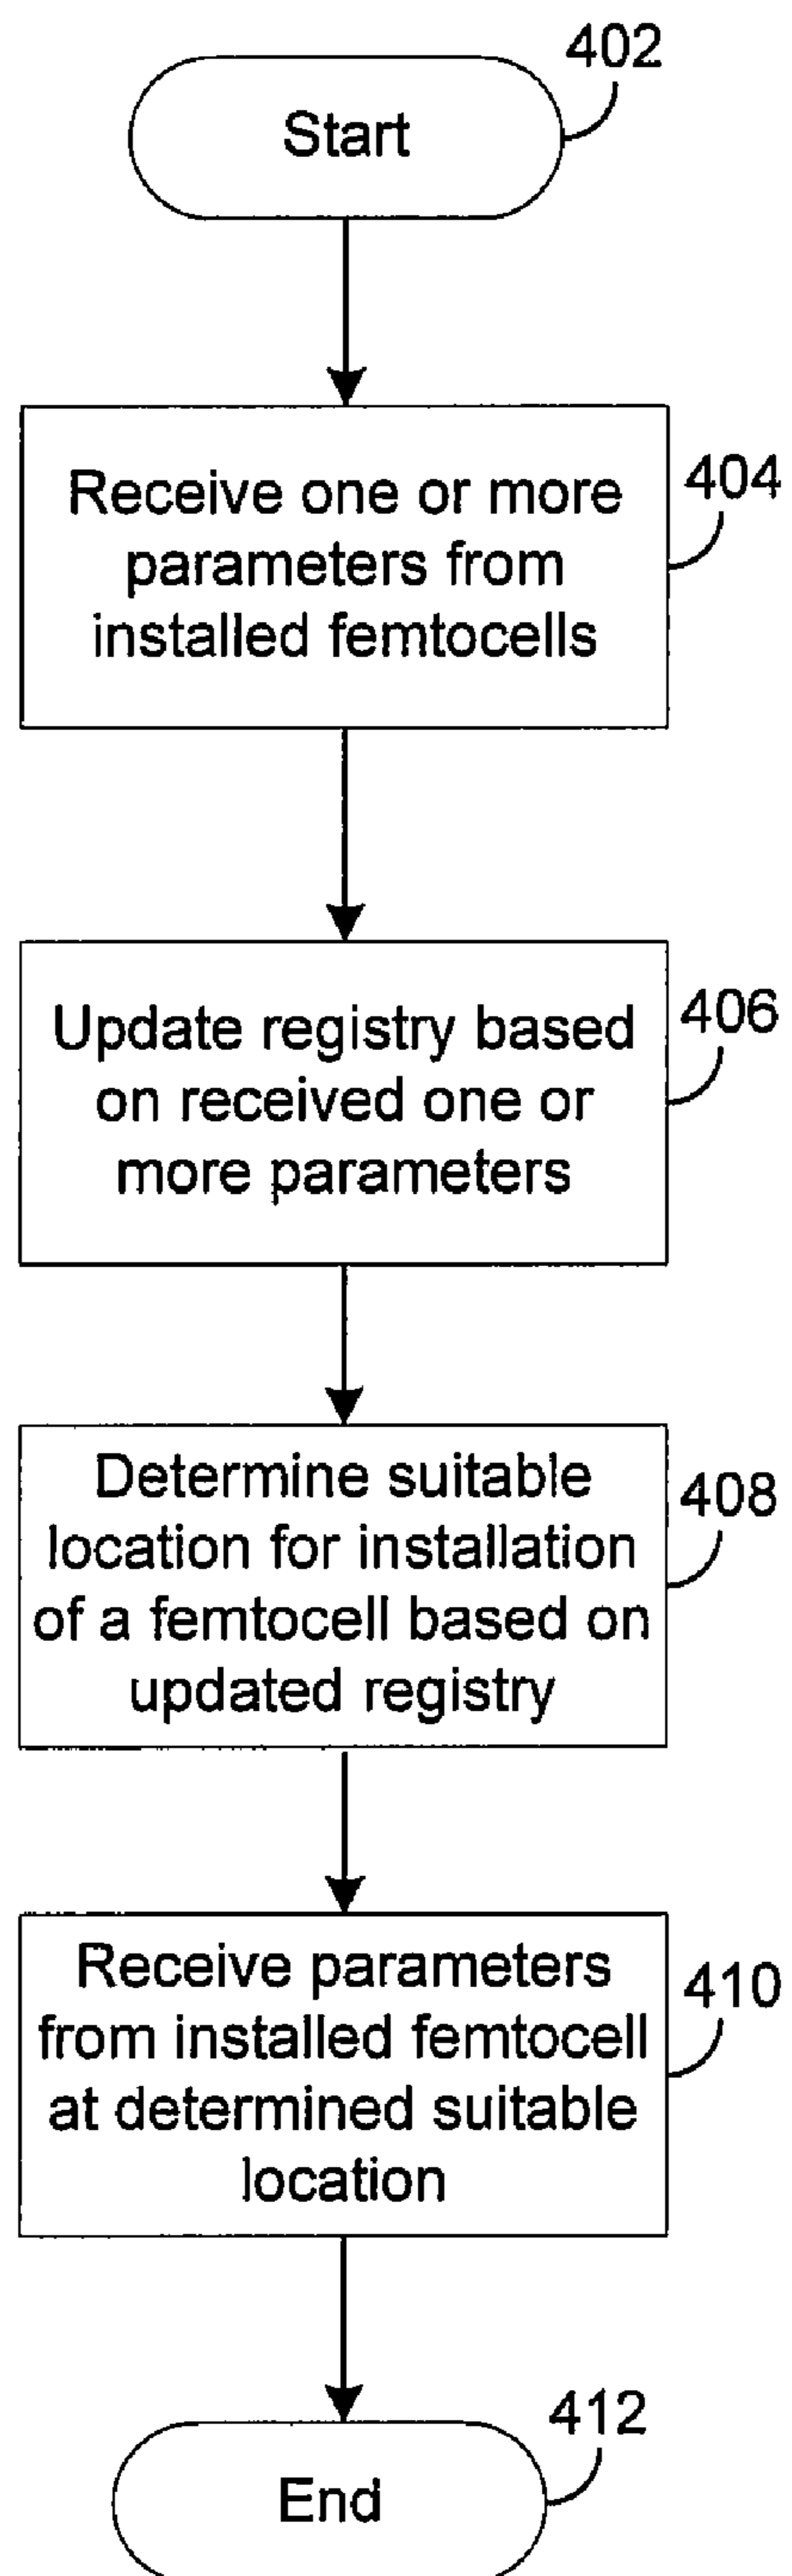 402
Start
Receive one or more
parameters from
installed femtocells
404
Update registry based
on received one or
more parameters
406
Determine suitable
location for installation
of a femtocell based on
updated registry
408
Receive parameters
from installed femtocell
at determined suitable
location
410
412
End